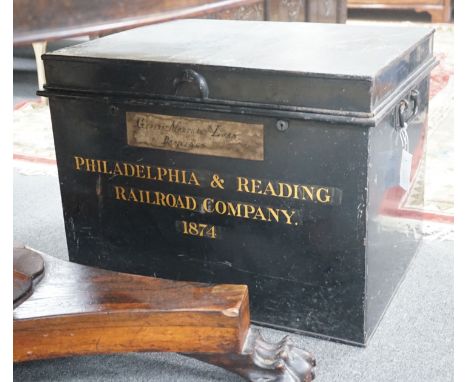 PHILADELPHIA & READING
RAILROAD COMPANY.
1874